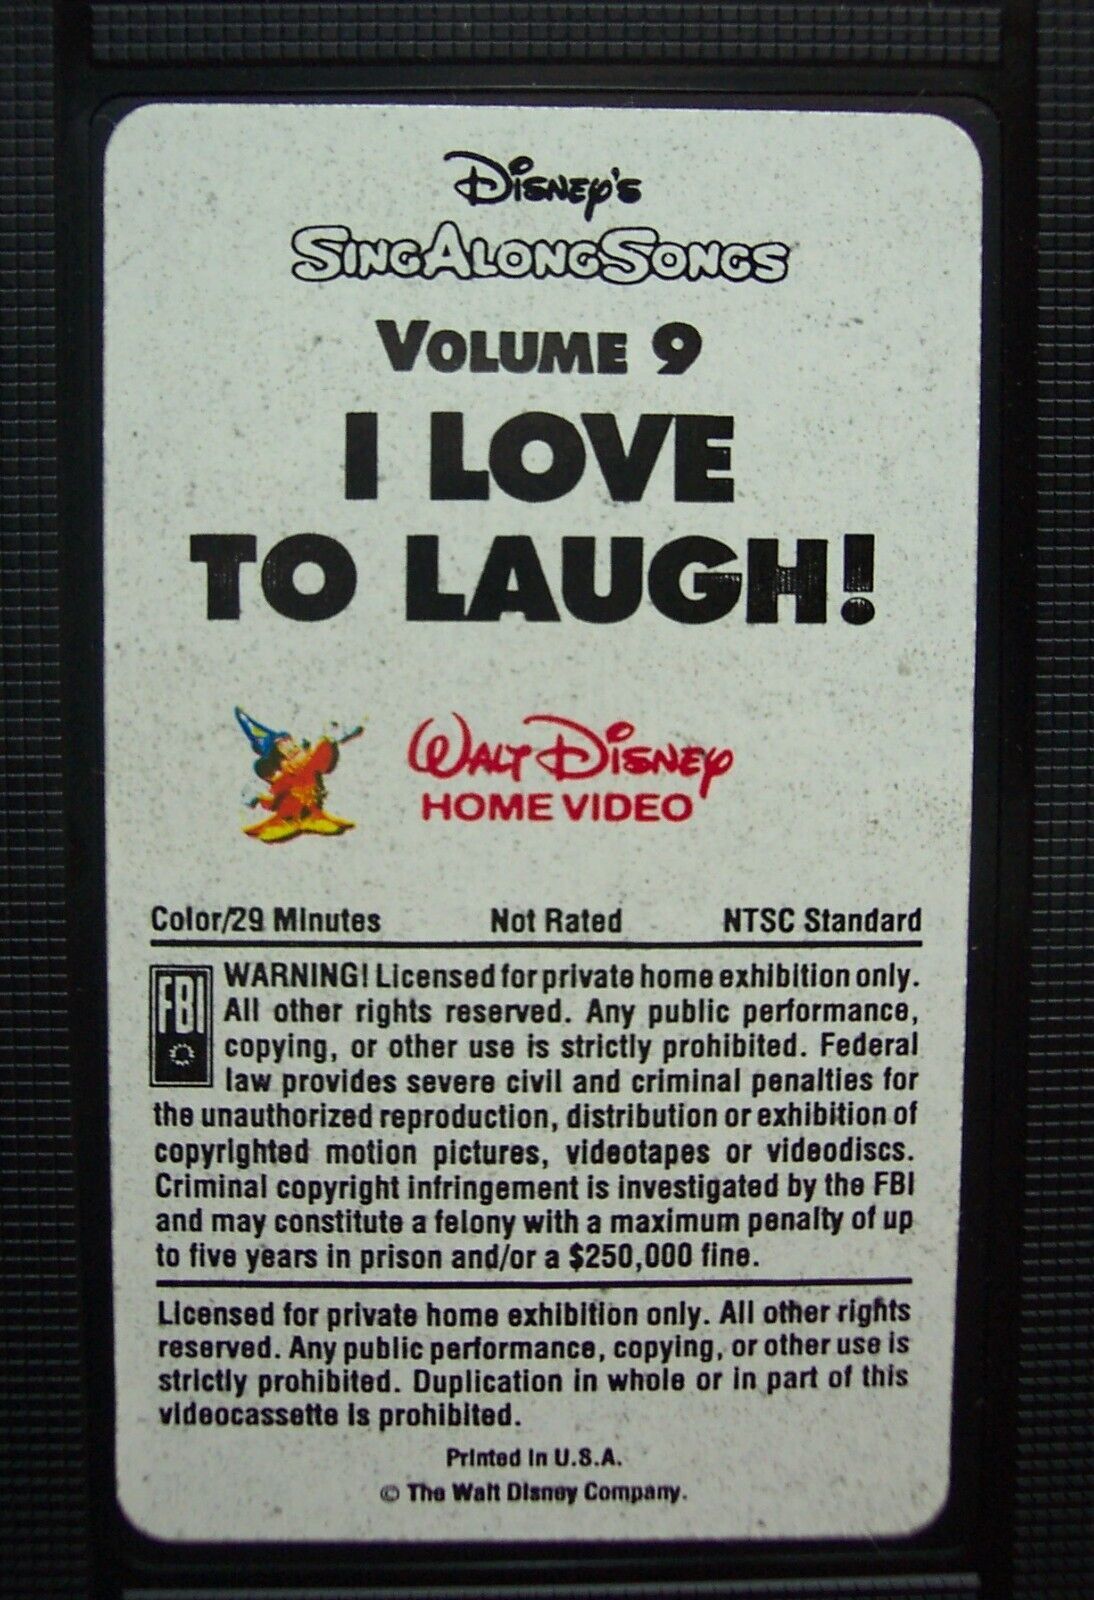 Disney's
Sing Along Songs
Volume 9
I LOVE
TO LAUGH!
Walt Disney
HOME VIDEO
Color/29 Minutes Not Rated NTSC Standard
FBI
WARNING! Licensed for private home exhibition only.
All other rights reserved. Any public performance,
copying, or other use is strictly prohibited. Federal
law provides severe civil and criminal penalties for
the unauthorized reproduction, distribution or exhibition of
copyrighted motion pictures, videotapes or videodiscs.
Criminal copyright infringement is investigated by the FBI
and may constitute a felony with a maximum penalty of up
to five years in prison and/or a $250,000 fine.
Licensed for private home exhibition only. All other rights
reserved. Any public performance, copying, or other use is
strictly prohibited. Duplication in whole or in part of this
videocassette is prohibited.
Printed in U.S.A.
© The Walt Disney Company.